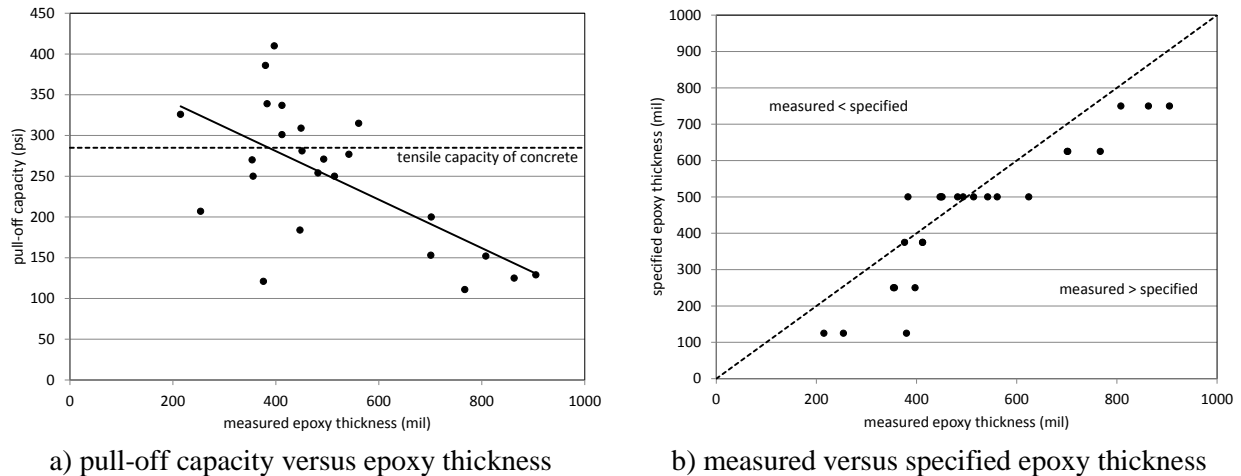 450
400
350
300
250
200
150
100
50
0
pull-off capacity (psi)
tensile capacity of concrete
0 200 400 600 800 1000
measured epoxy thickness (mil)
a) pull-off capacity versus epoxy thickness
1000
900
800
700
600
500
400
300
200
100
0
specified epoxy thickness (mil)
measured < specified
measured > specified
0 200 400 600 800 1000
measured epoxy thickness (mil)
b) measured versus specified epoxy thickness